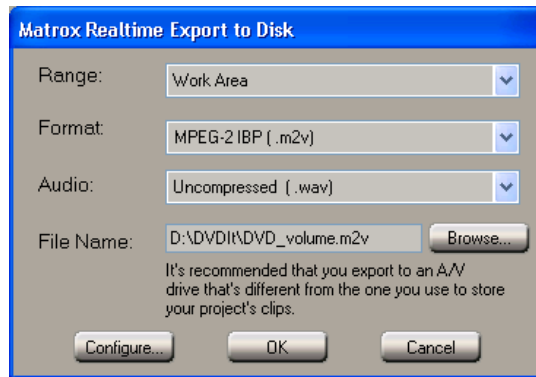 Matrox Realtime Export to Disk
Range: Work Area
Format: MPEG-2 IBP ( .m2v)
Audio: Uncompressed ( .wav)
File Name: D:\DVDIt\DVD_volume.m2v Browse...
It's recommended that you export to an A/V
drive that's different from the one you use to store
your project's clips.
Configure... OK Cancel